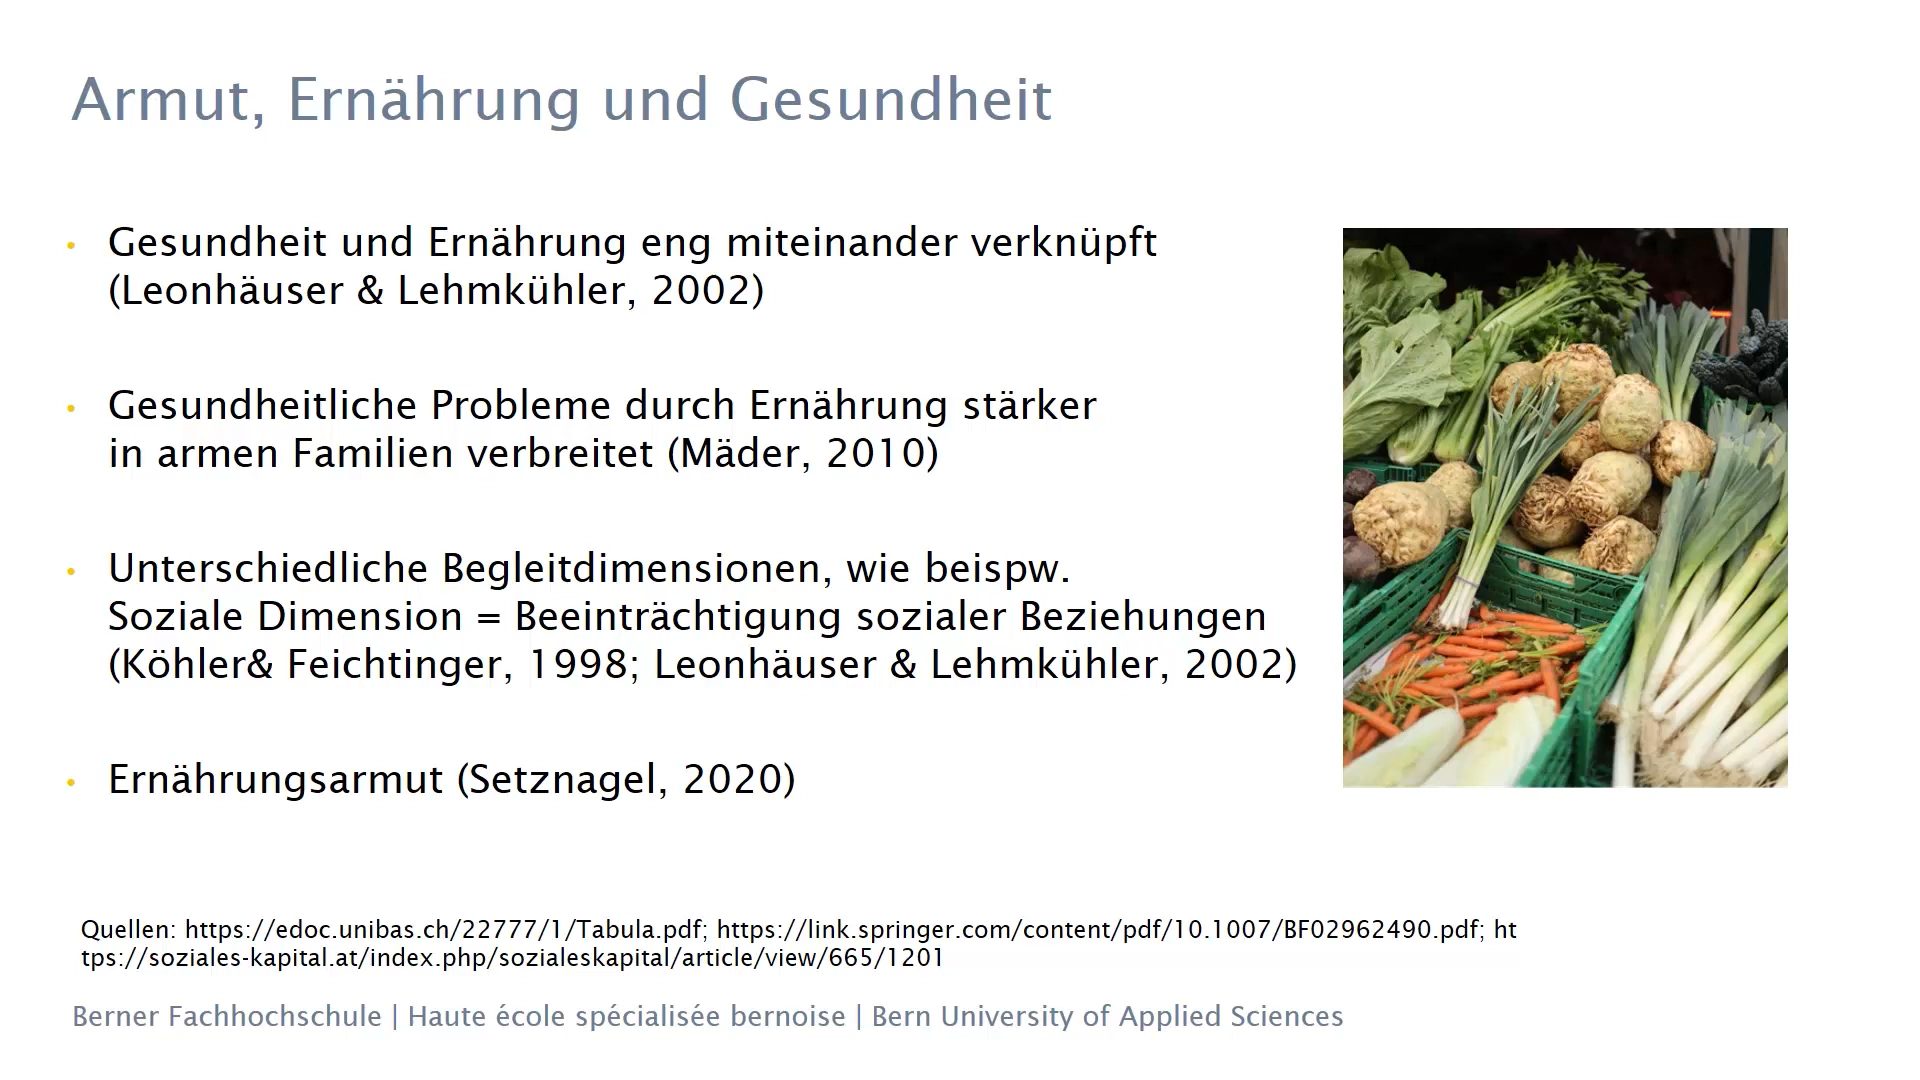 Armut, Ernährung und Gesundheit
• Gesundheit und Ernährung eng miteinander verknüpft
(Leonhäuser & Lehmkühler, 2002)
• Gesundheitliche Probleme durch Ernährung stärker
in armen Familien verbreitet (Mäder, 2010)
• Unterschiedliche Begleitdimensionen, wie beispw.
Soziale Dimension = Beeinträchtigung sozialer Beziehungen
(Köhler& Feichtinger, 1998; Leonhäuser & Lehmkühler, 2002)
• Ernährungsarmut (Setznagel, 2020)
Quellen: https://edoc.unibas.ch/22777/1/Tabula.pdf; https://link.springer.com/content/pdf/10.1007/BF02962490.pdf; ht
tps://soziales-kapital.at/index.php/sozialeskapital/article/view/665/1201
Berner Fachhochschule | Haute école spécialisée bernoise | Bern University of Applied Sciences